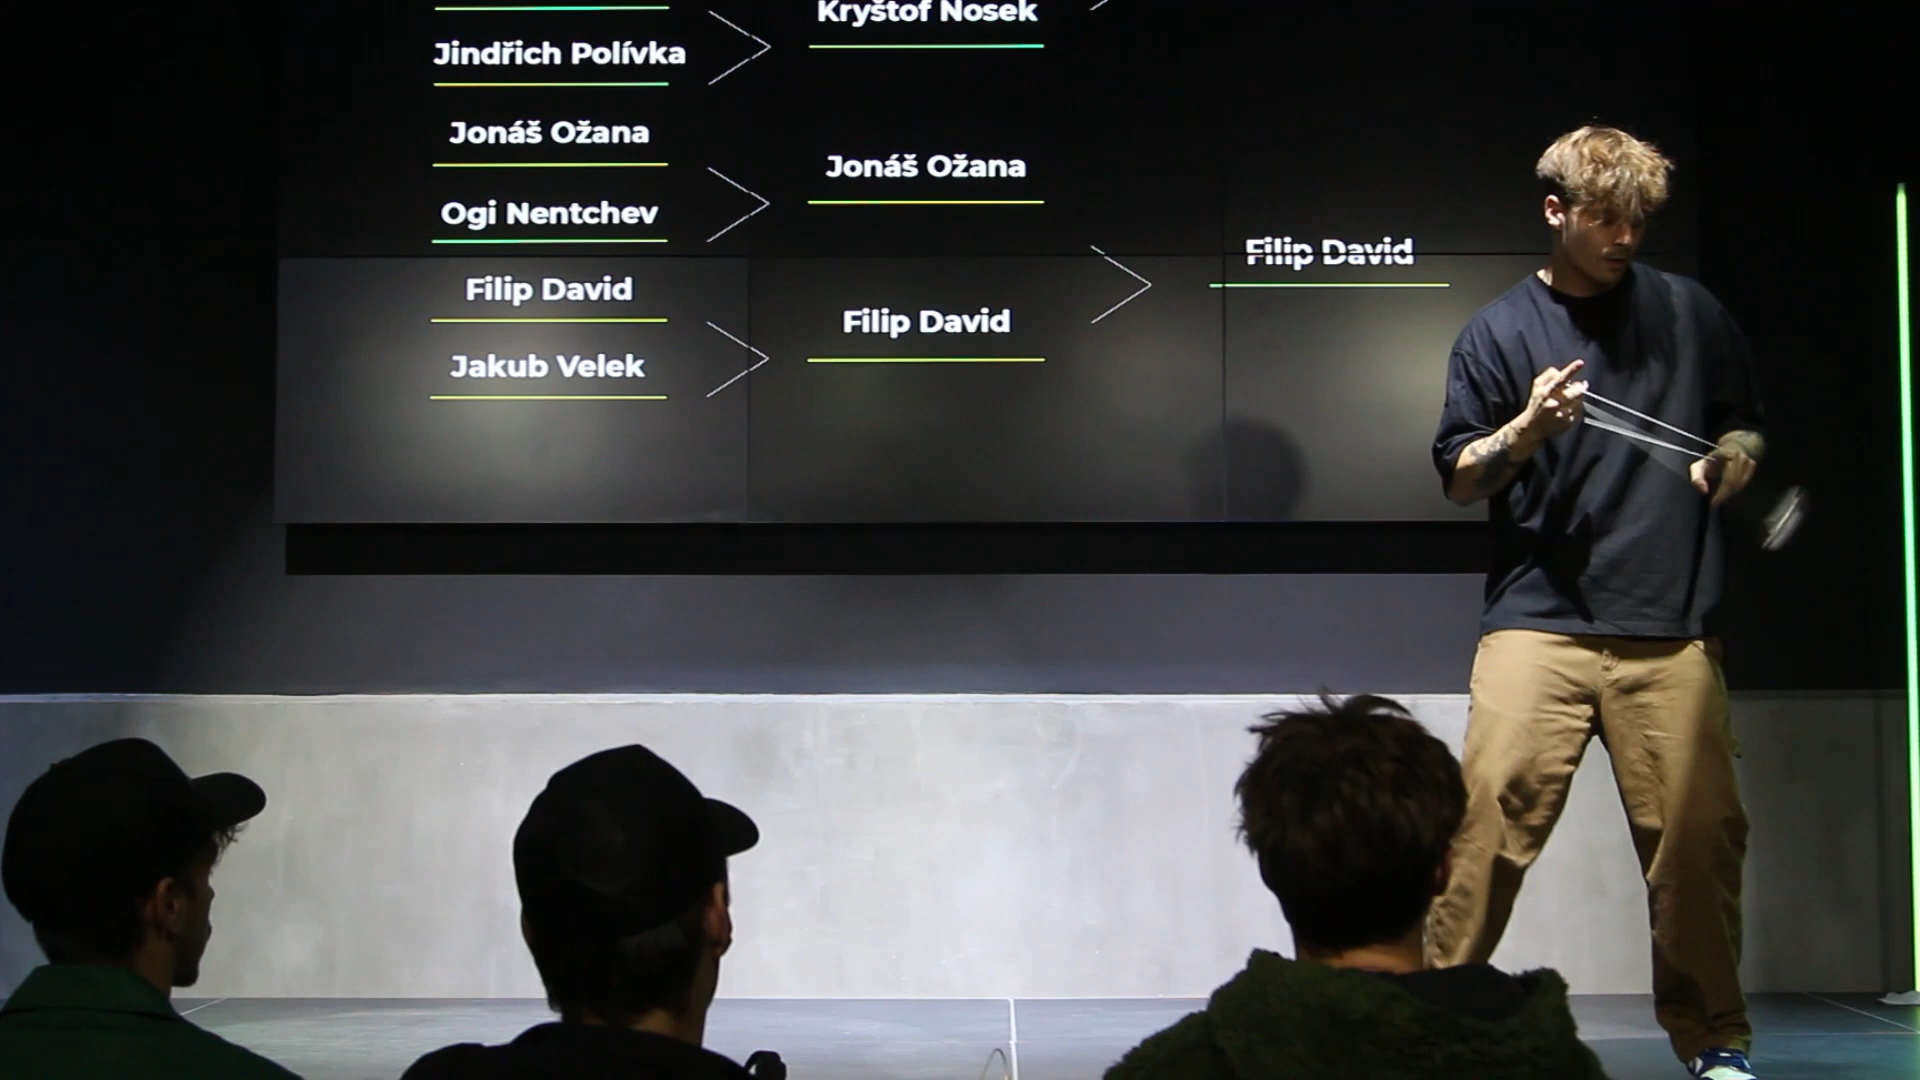 Jindřich Polívka
Jonáš Ožana
Ogi Nentchev
Filip David
Jakub Velek
Kryštof Nosek
Jonáš Ožana
Filip David
Filip David